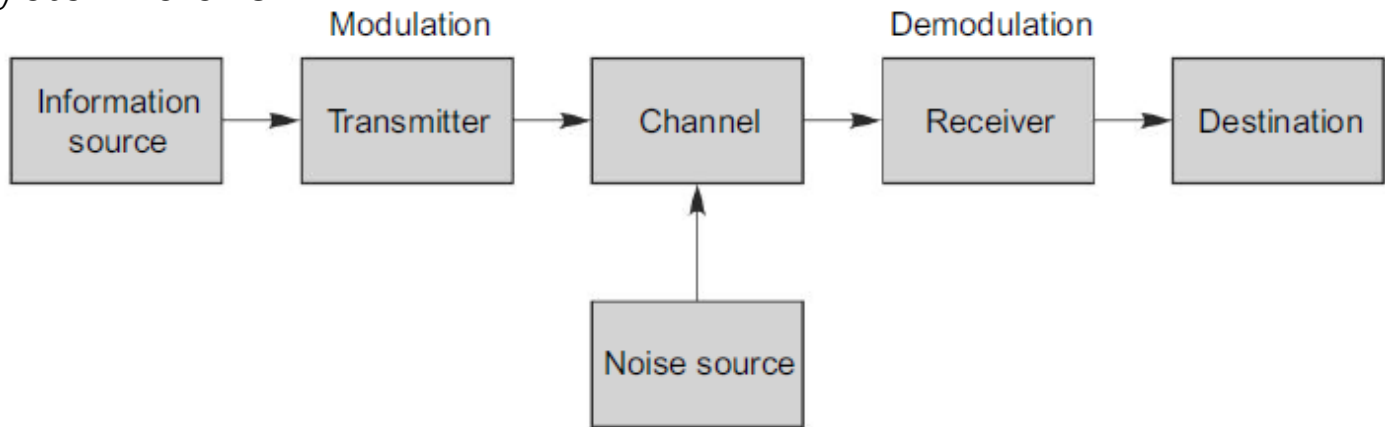 Modulation
Demodulation
Information
source
Transmitter
Channel
Receiver
Destination
Noise source